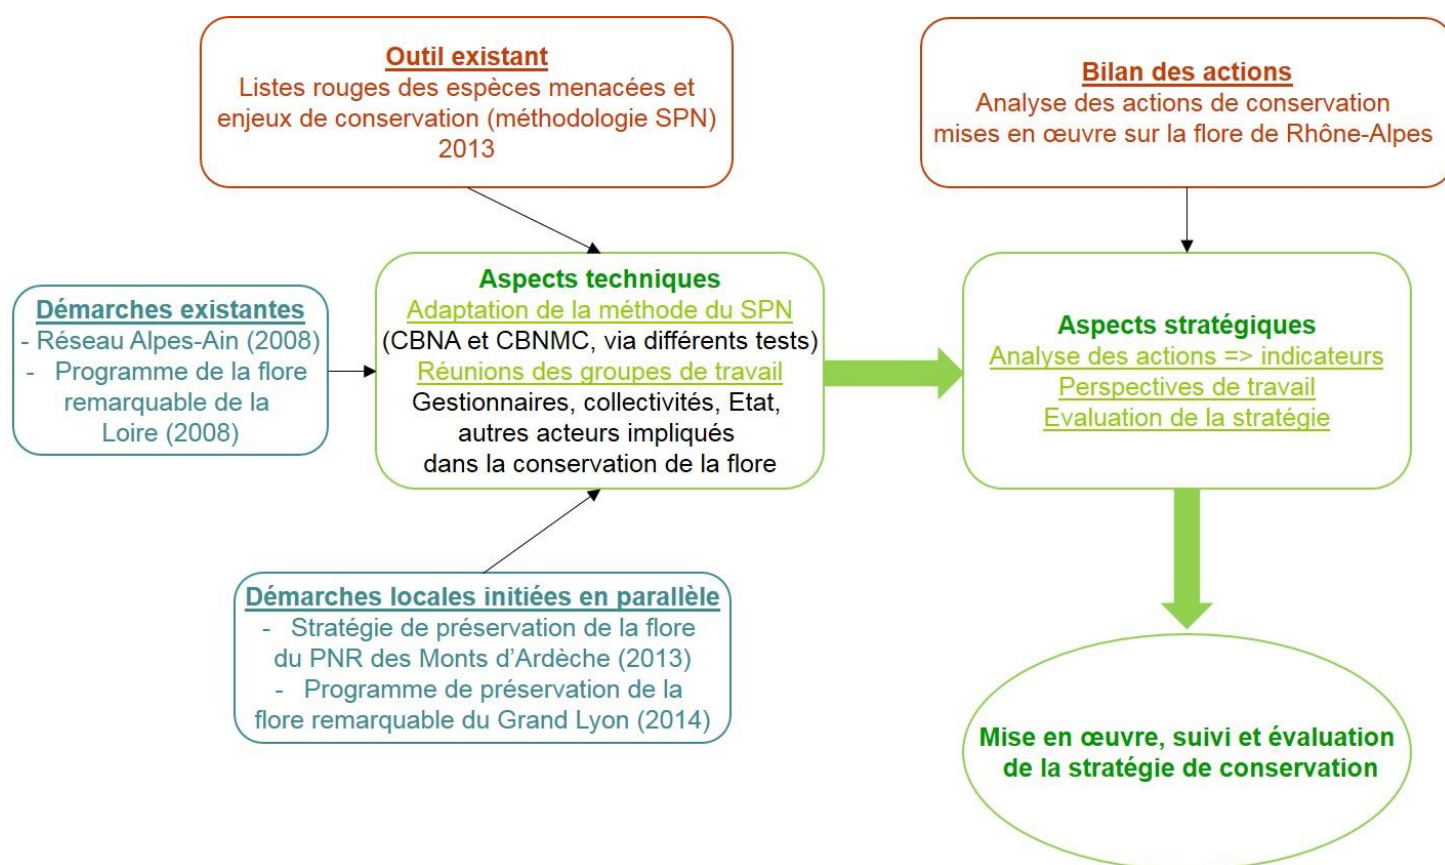 Outil existant
Listes rouges des espèces menacées et
enjeux de conservation (méthodologie SPN)
2013
Bilan des actions
Analyse des actions de conservation
mises en œuvre sur la flore de Rhône-Alpes
Démarches existantes
- Réseau Alpes-Ain (2008)
- Programme de la flore
remarquable de la
Loire (2008)
Aspects techniques
Adaptation de la méthode du SPN
(CBNA et CBNMC, via différents tests)
Réunions des groupes de travail
Gestionnaires, collectivités, Etat,
autres acteurs impliqués
dans la conservation de la flore
Aspects stratégiques
Analyse des actions => indicateurs
Perspectives de travail
Evaluation de la stratégie
Démarches locales initiées en parallèle
- Stratégie de préservation de la flore
du PNR des Monts d'Ardèche (2013)
- Programme de préservation de la
flore remarquable du Grand Lyon (2014)
Mise en œuvre, suivi et évaluation
de la stratégie de conservation